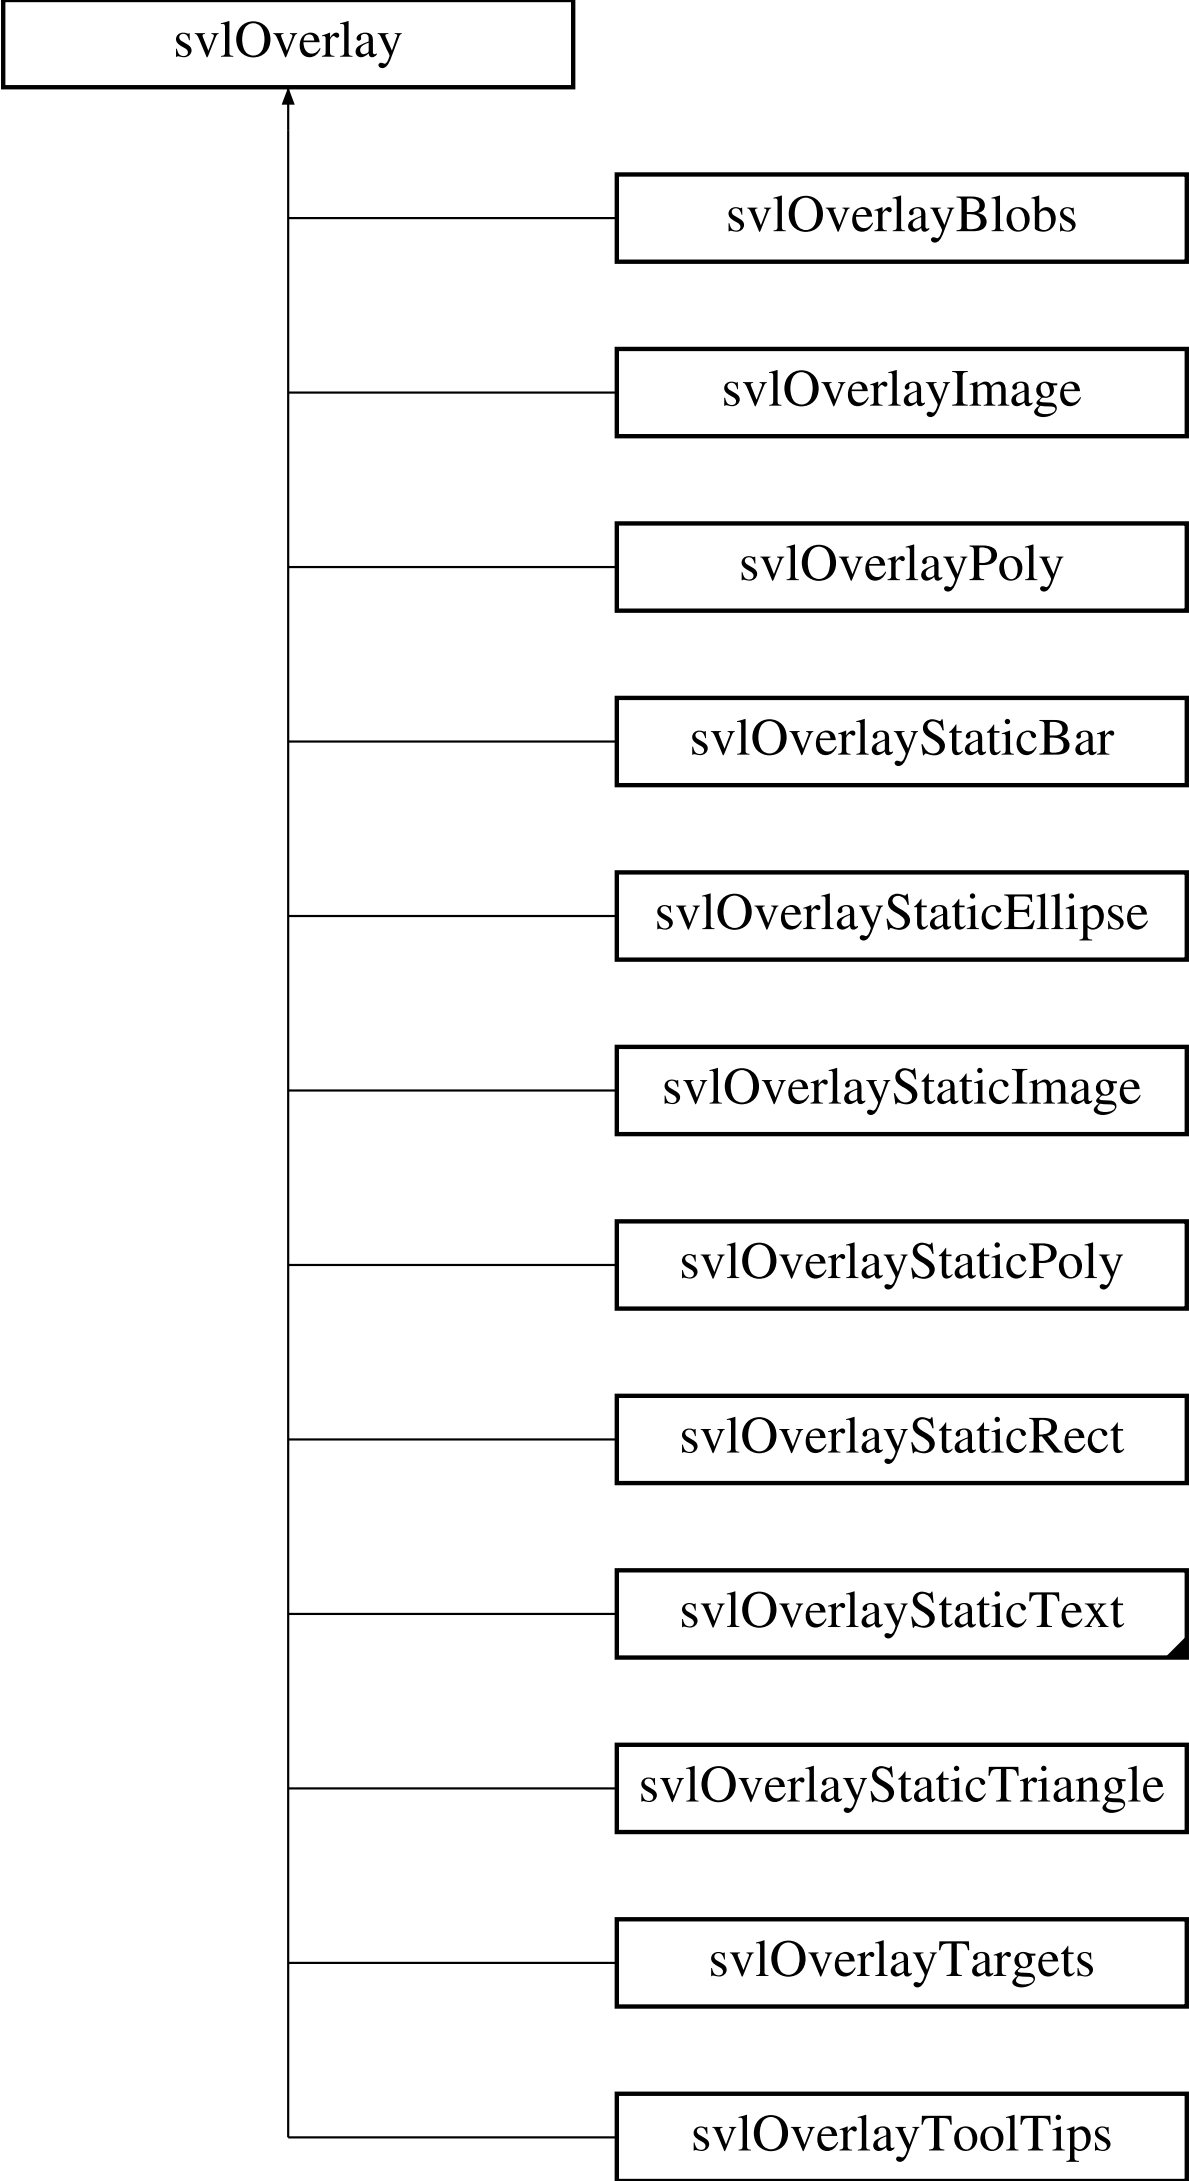 svlOverlay
svlOverlayBlobs
svlOverlayImage
svlOverlayPoly
svlOverlayStaticBar
svlOverlayStaticEllipse
svlOverlayStaticImage
svlOverlayStaticPoly
svlOverlayStaticRect
svlOverlayStaticText
svlOverlayStaticTriangle
svlOverlayTargets
svlOverlayToolTips